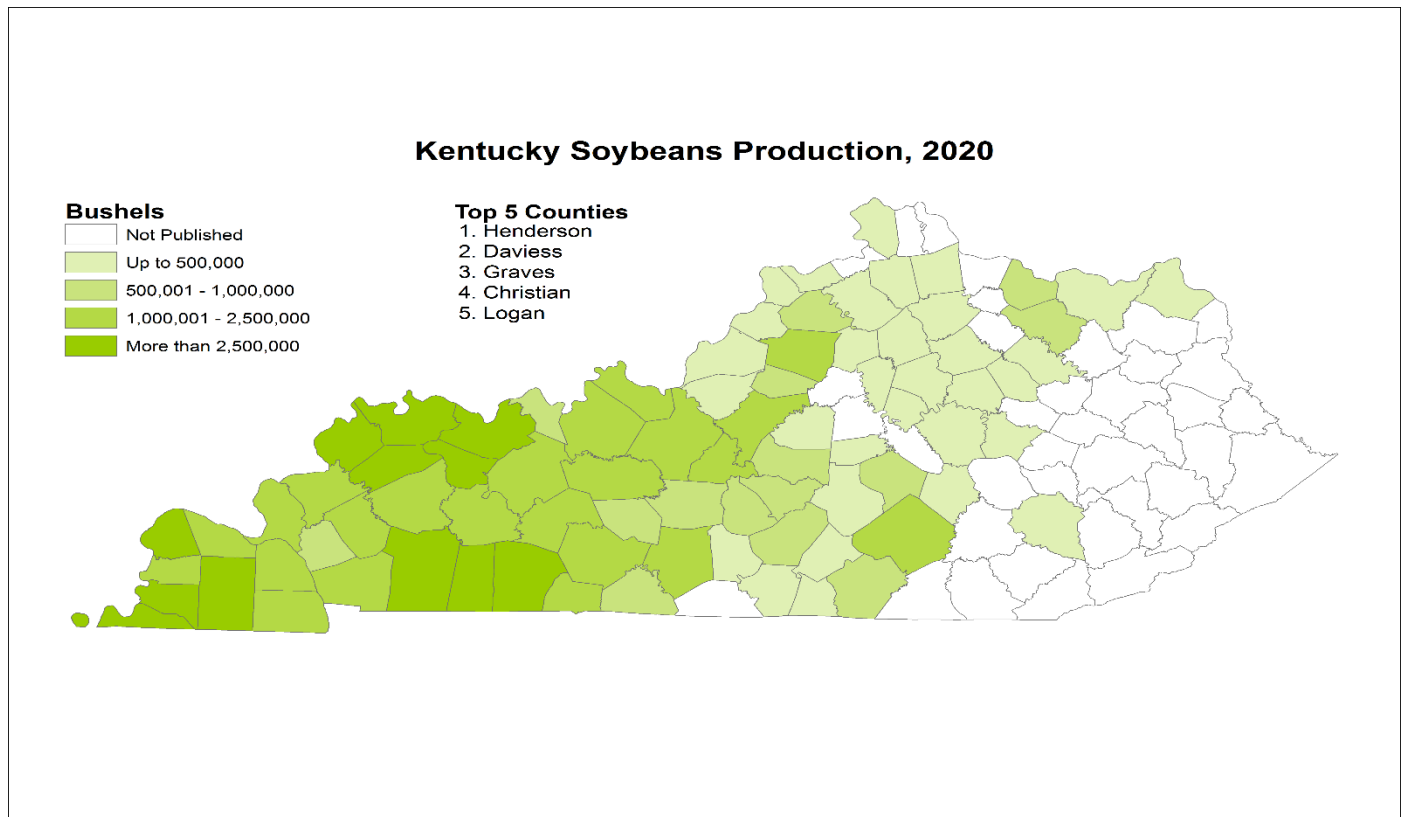 Kentucky Soybeans Production, 2020
Bushels
Not Published
Up to 500,000
500,001 - 1,000,000
1,000,001 - 2,500,000
More than 2,500,000
Top 5 Counties
1. Henderson
2. Daviess
3. Graves
4. Christian
5. Logan